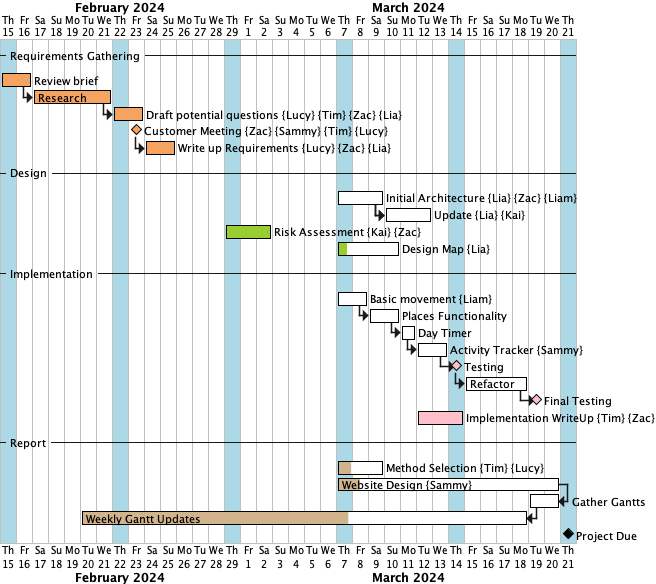 February 2024 March 2024
Th Fr Sa Su Mo Tu We Th Fr Sa Su Mo Tu We Th Fr Sa Su Mo Tu We Th Fr Sa Su Mo Tu We Th Fr Sa Su Mo Tu We Th
15 16 17 18 19 20 21 22 23 24 25 26 27 28 29 1 2 3 4 5 6 7 8 9 10 11 12 13 14 15 16 17 18 19 20 21
Requirements Gathering
Review brief
Research
Draft potential questions {Lucy} {Tim} {Zac} {Lia}
Customer Meeting {Zac} {Sammy} {Tim} {Lucy}
Write up Requirements {Lucy} {Zac} {Lia}
Design
Initial Architecture {Lia} {Zac} {Liam}
Update {Lia} {Kai}
Risk Assessment {Kai} {Zac}
Design Map {Lia}
Implementation
Basic movement {Liam}
Places Functionality
Day Timer
Activity Tracker {Sammy}
Testing
Refactor
Final Testing
Implementation WriteUp {Tim} {Zac}
Report
Method Selection {Tim} {Lucy}
Website Design {Sammy}
Gather Gantts
Weekly Gantt Updates
Project Due
Th Fr Sa Su Mo Tu We Th Fr Sa Su Mo Tu We Th Fr Sa Su Mo Tu We Th Fr Sa Su Mo Tu We Th Fr Sa Su Mo Tu We Th
15 16 17 18 19 20 21 22 23 24 25 26 27 28 29 1 2 3 4 5 6 7 8 9 10 11 12 13 14 15 16 17 18 19 20 21
February 2024 March 2024